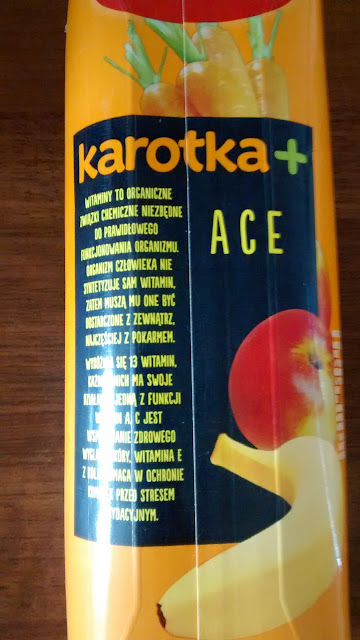 karotka+
WITAMINY TO ORGANICZNE
ZWIĄZKI CHEMICZNE NIEZBĘDNE
DO PRAWIDŁOWEGO
FUNKCJONOWANIA ORGANIZMU.
ORGANIZM CZŁOWIEKA NIE
SYNTETYZUJE SAM WITAMIN,
ZATEM MUSZĄ MU ONE BYĆ
DOSTARCZONE Z ZEWNĄTRZ,
NAJCZĘŚCIEJ Z POKARMEM.
WYRÓŻNIA SIĘ 13 WITAMIN,
Z NICH MA SWOJE
JEDNĄ Z FUNKCJI
A, C JEST
ZDROWEGO
SKÓRY, WITAMINA E
Z POMAGA W OCHRONIE
PRZED STRESEM
ACE